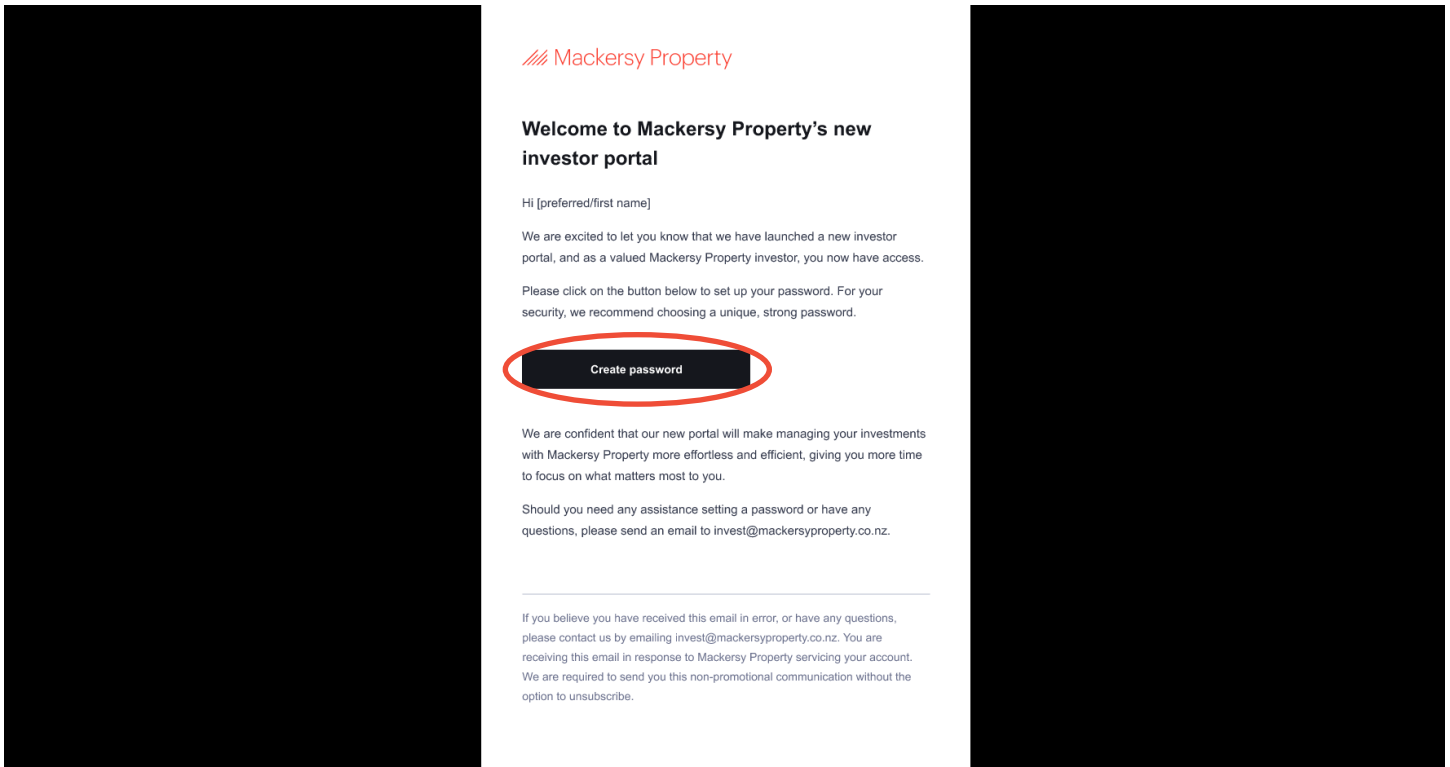 Mackersy Property
Welcome to Mackersy Property’s new
investor portal
Hi [preferred/first name]
We are excited to let you know that we have launched a new investor
portal, and as a valued Mackersy Property investor, you now have access.
Please click on the button below to set up your password. For your
security, we recommend choosing a unique, strong password.
Create password
We are confident that our new portal will make managing your investments
with Mackersy Property more effortless and efficient, giving you more time
to focus on what matters most to you.
Should you need any assistance setting a password or have any
questions, please send an email to invest@mackersyproperty.co.nz.
If you believe you have received this email in error, or have any questions,
please contact us by emailing invest@mackersyproperty.co.nz. You are
receiving this email in response to Mackersy Property servicing your account.
We are required to send you this non-promotional communication without the
option to unsubscribe.